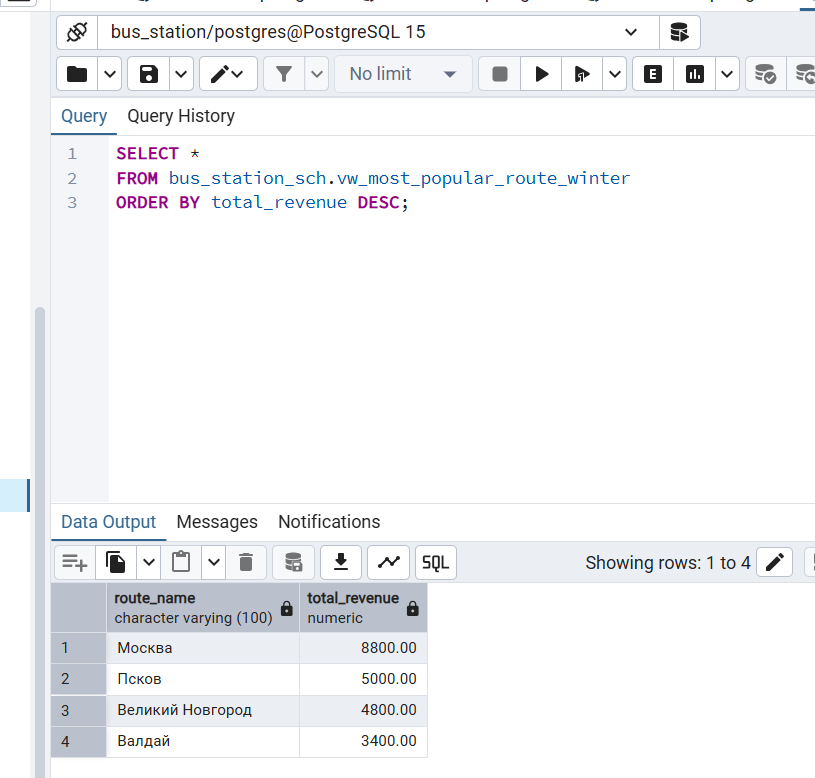 bus_station/postgres@PostgreSQL 15
No limit
E
Query Query History
1 SELECT *
2 FROM bus_station_sch.vw_most_popular_route_winter
3 ORDER BY total_revenue DESC;
Data Output Messages Notifications
SQL Showing rows: 1 to 4
route_name total_revenue
character varying (100) numeric
1 Москва 8800.00
2 Псков 5000.00
3 Великий Новгород 4800.00
4 Валдай 3400.00